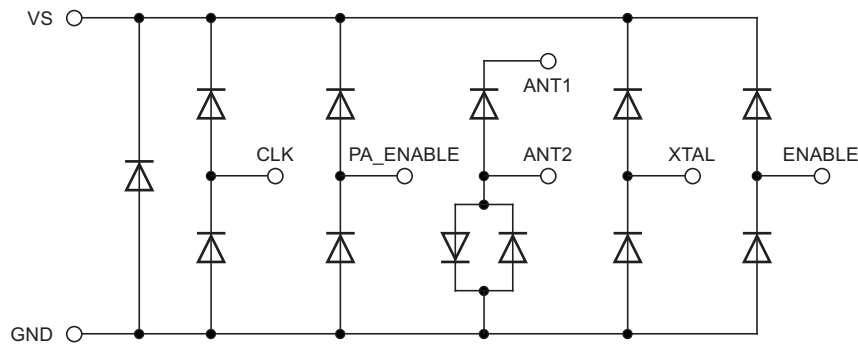 VS
ANT1
CLK
PA_ENABLE
ANT2
XTAL
ENABLE
GND